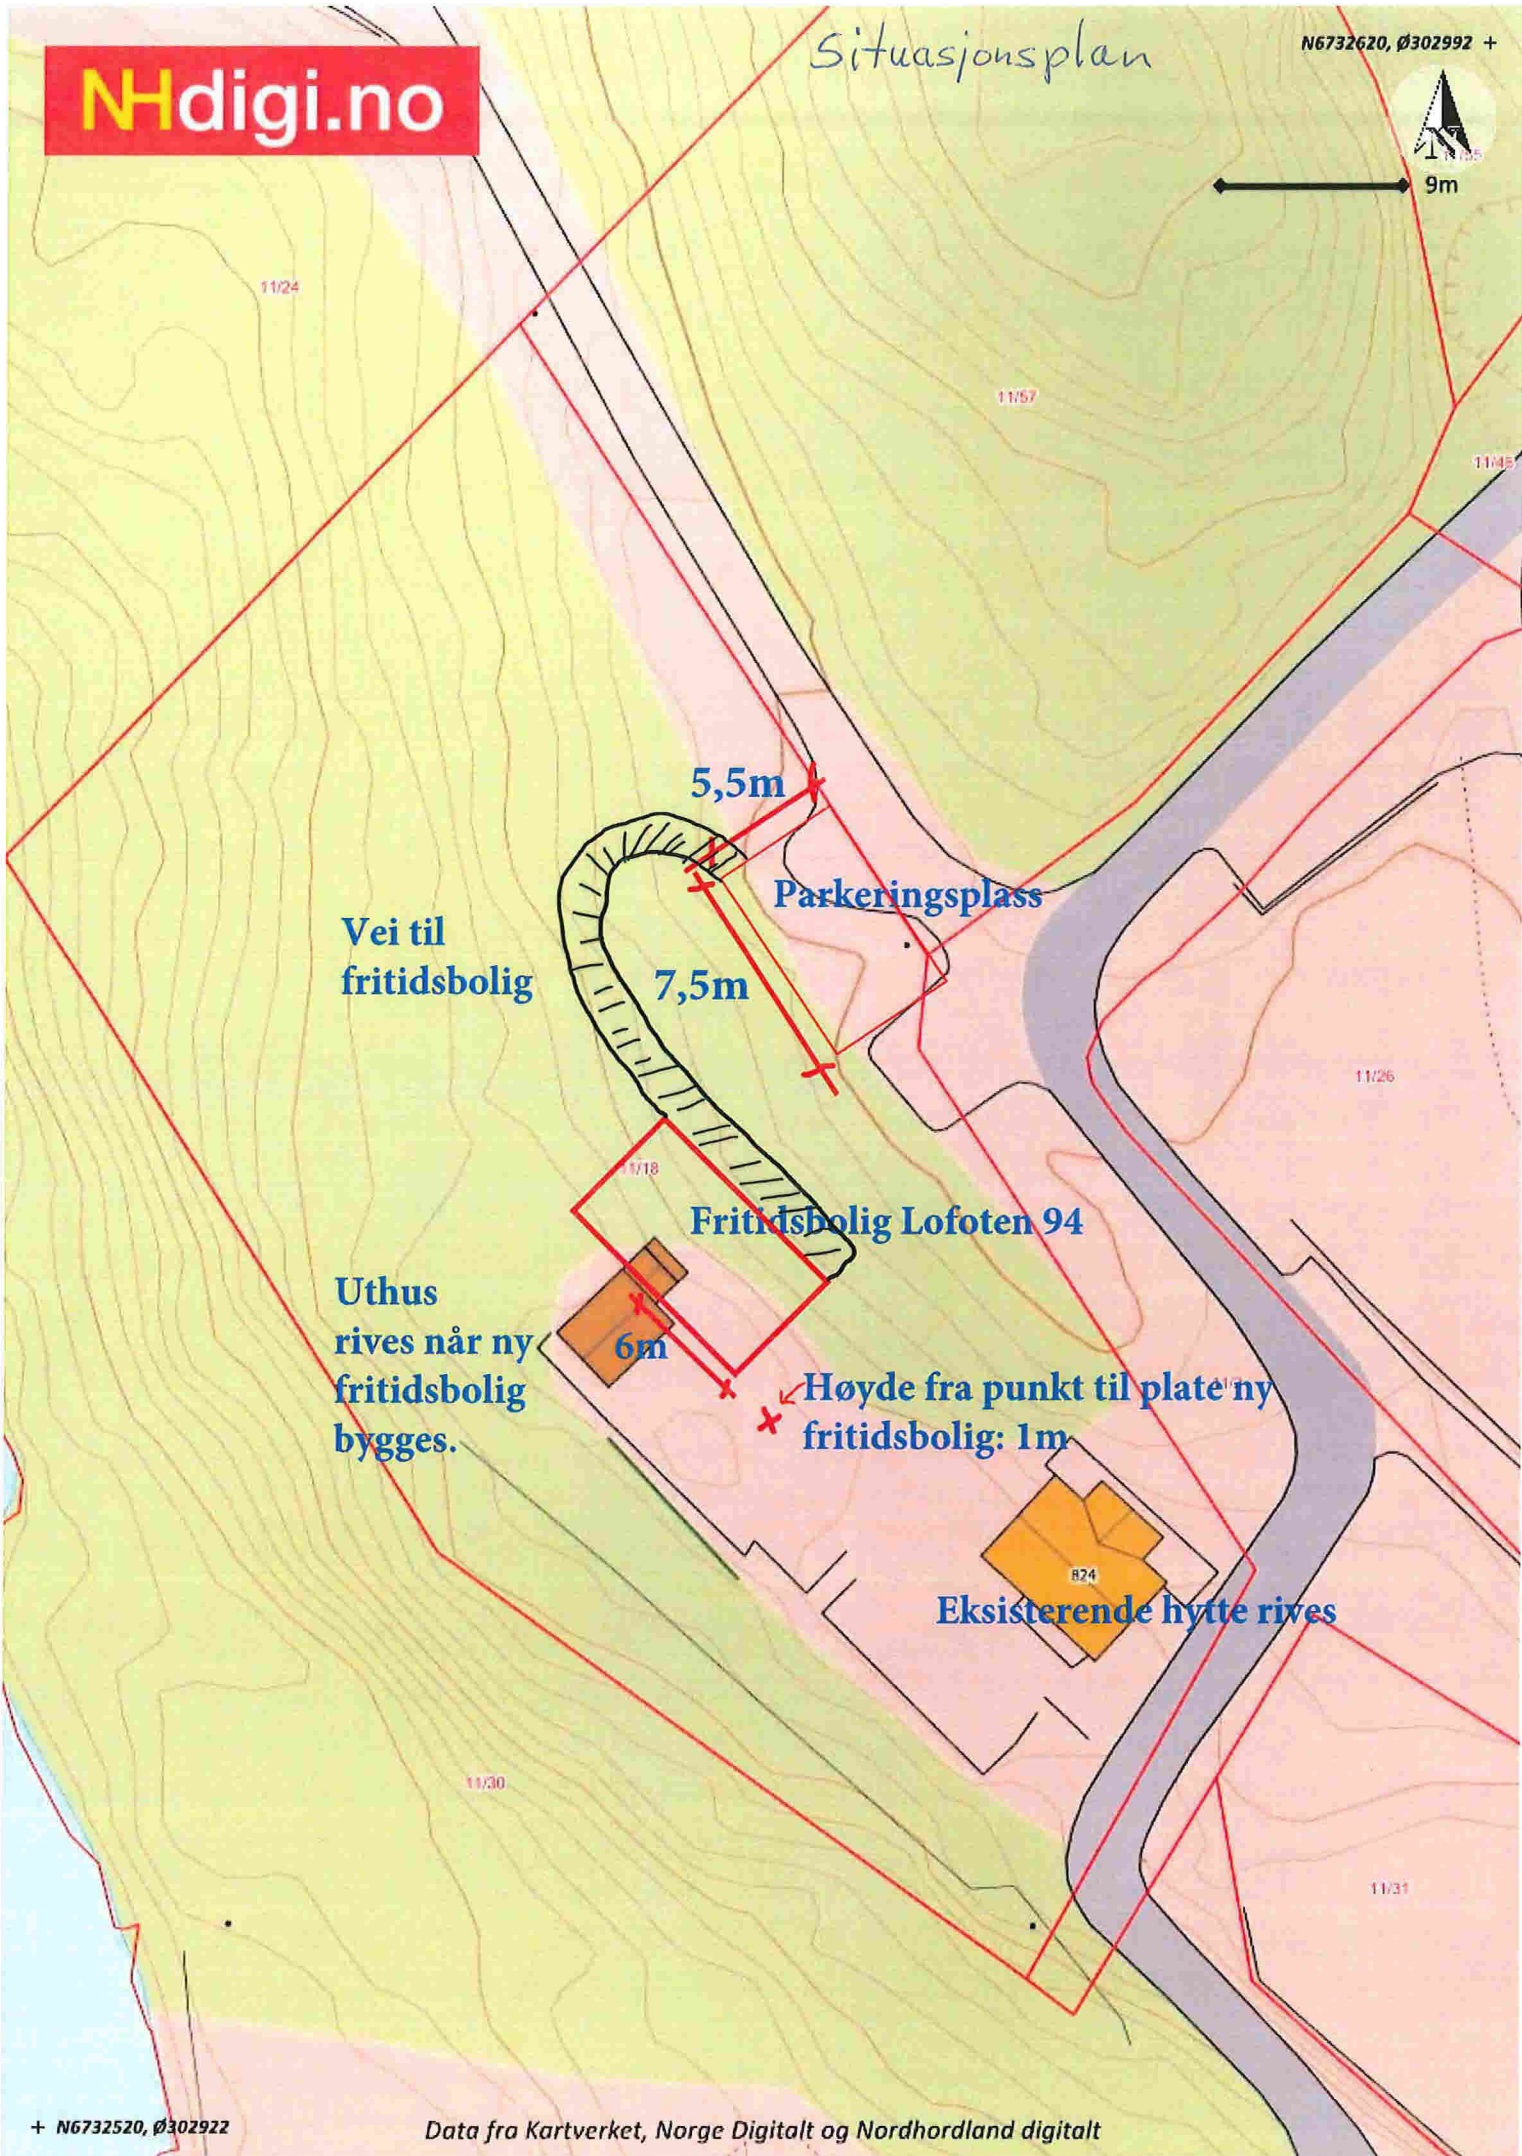 Situasjonsplan
N6732620, Ø302992 +
NHdigi.no
N
9m
11/24
11/57
11/48
5,5m
Parkeringsplass
Vei til
fritidsbolig
7,5m
11/26
11/18
Fritidsbolig Lofoten 94
Uthus
rives når ny
fritidsbolig
bygges.
6m
Høyde fra punkt til plate ny
fritidsbolig: 1m
824
Eksisterende hytte rives
11/30
11/31
+ N6732520, Ø302922
Data fra Kartverket, Norge Digitalt og Nordhordland digitalt